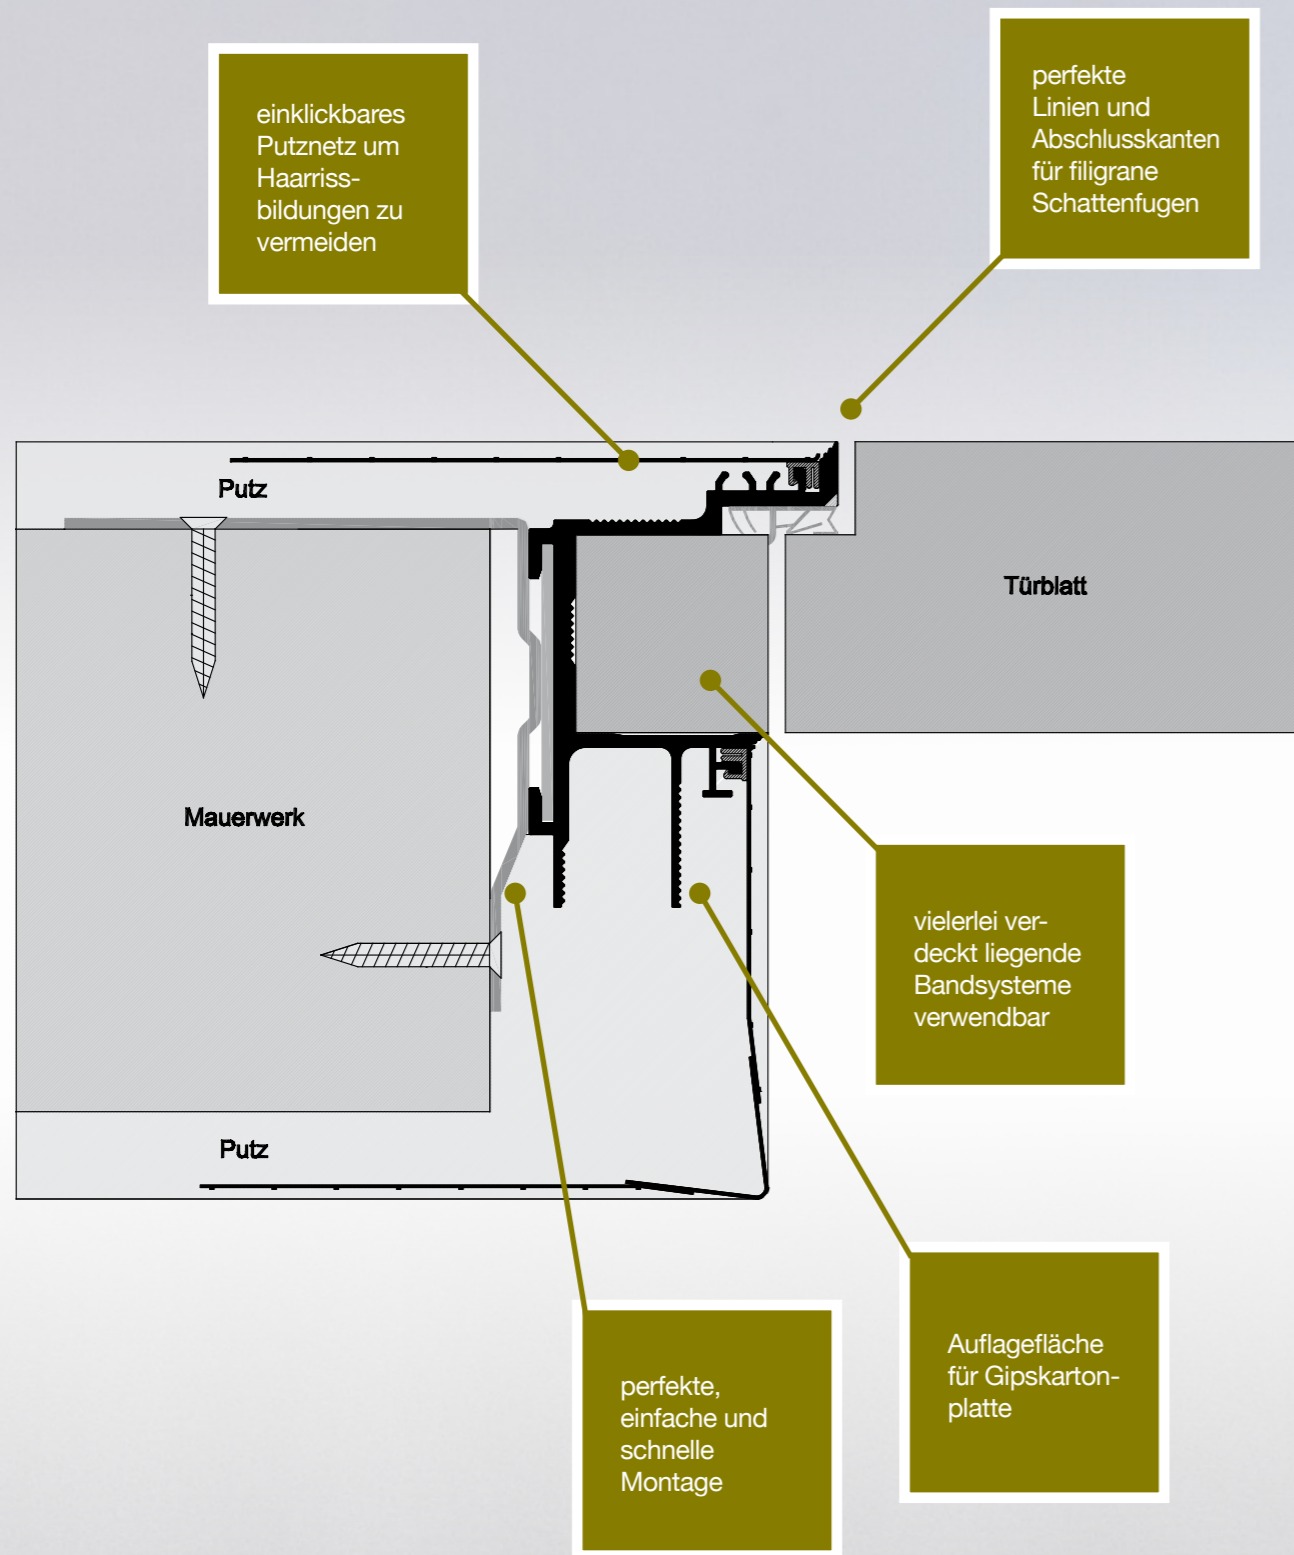 einklickbares
Putznetz um
Haarriss-
bildungen zu
vermeiden
perfekte
Linien und
Abschlusskanten
für filigrane
Schattenfugen
Putz
Türblatt
Mauerwerk
vielerlei ver-
deckt liegende
Bandsysteme
verwendbar
Putz
Auflagefläche
für Gipskarton-
platte
perfekte,
einfache und
schnelle
Montage